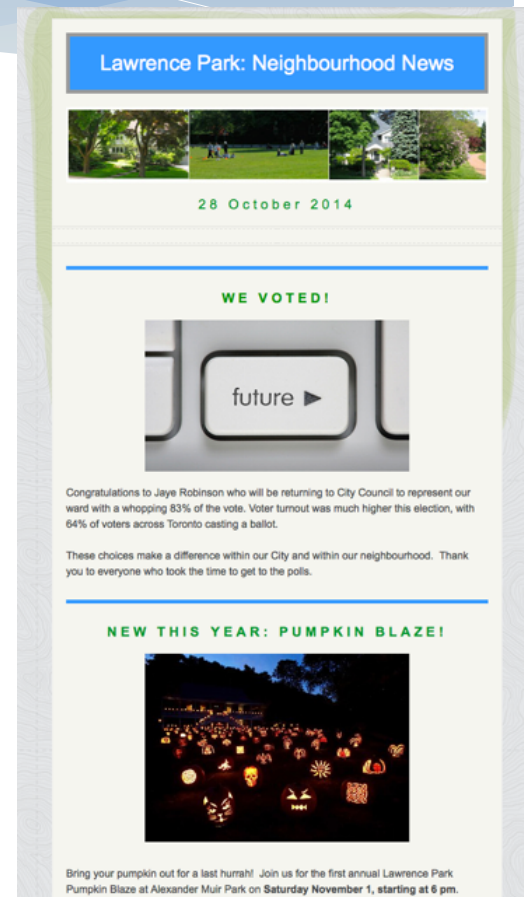 Lawrence Park: Neighbourhood News
28 October 2014
WE VOTED!
future ▶
Congratulations to Jaye Robinson who will be returning to City Council to represent our
ward with a whopping 83% of the vote. Voter turnout was much higher this election, with
64% of voters across Toronto casting a ballot.
These choices make a difference within our City and within our neighbourhood. Thank
you to everyone who took the time to get to the polls.
NEW THIS YEAR: PUMPKIN BLAZE!
Bring your pumpkin out for a last hurrah! Join us for the first annual Lawrence Park
Pumpkin Blaze at Alexander Muir Park on Saturday November 1, starting at 6 pm.